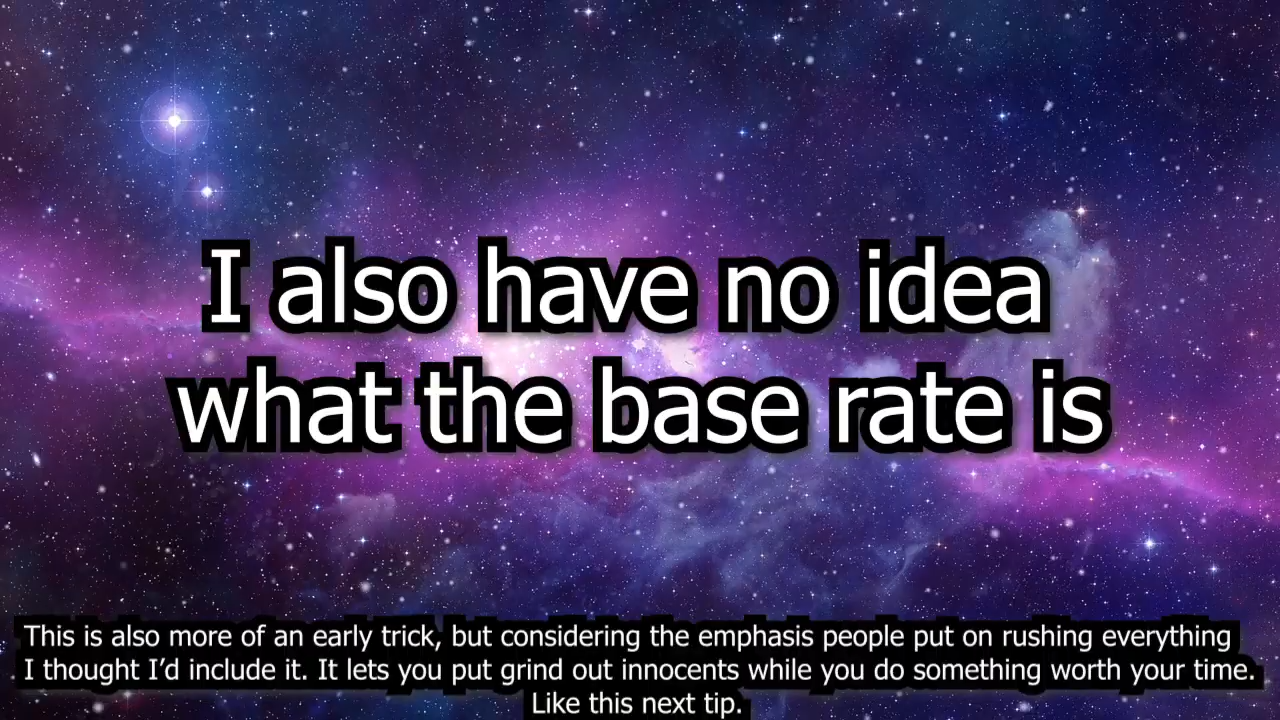 I also have no idea
what the base rate is
This is also more of an early trick, but considering the emphasis people put on rushing everything
I thought I’d include it. It lets you put grind out innocents while you do something worth your time.
Like this next tip.